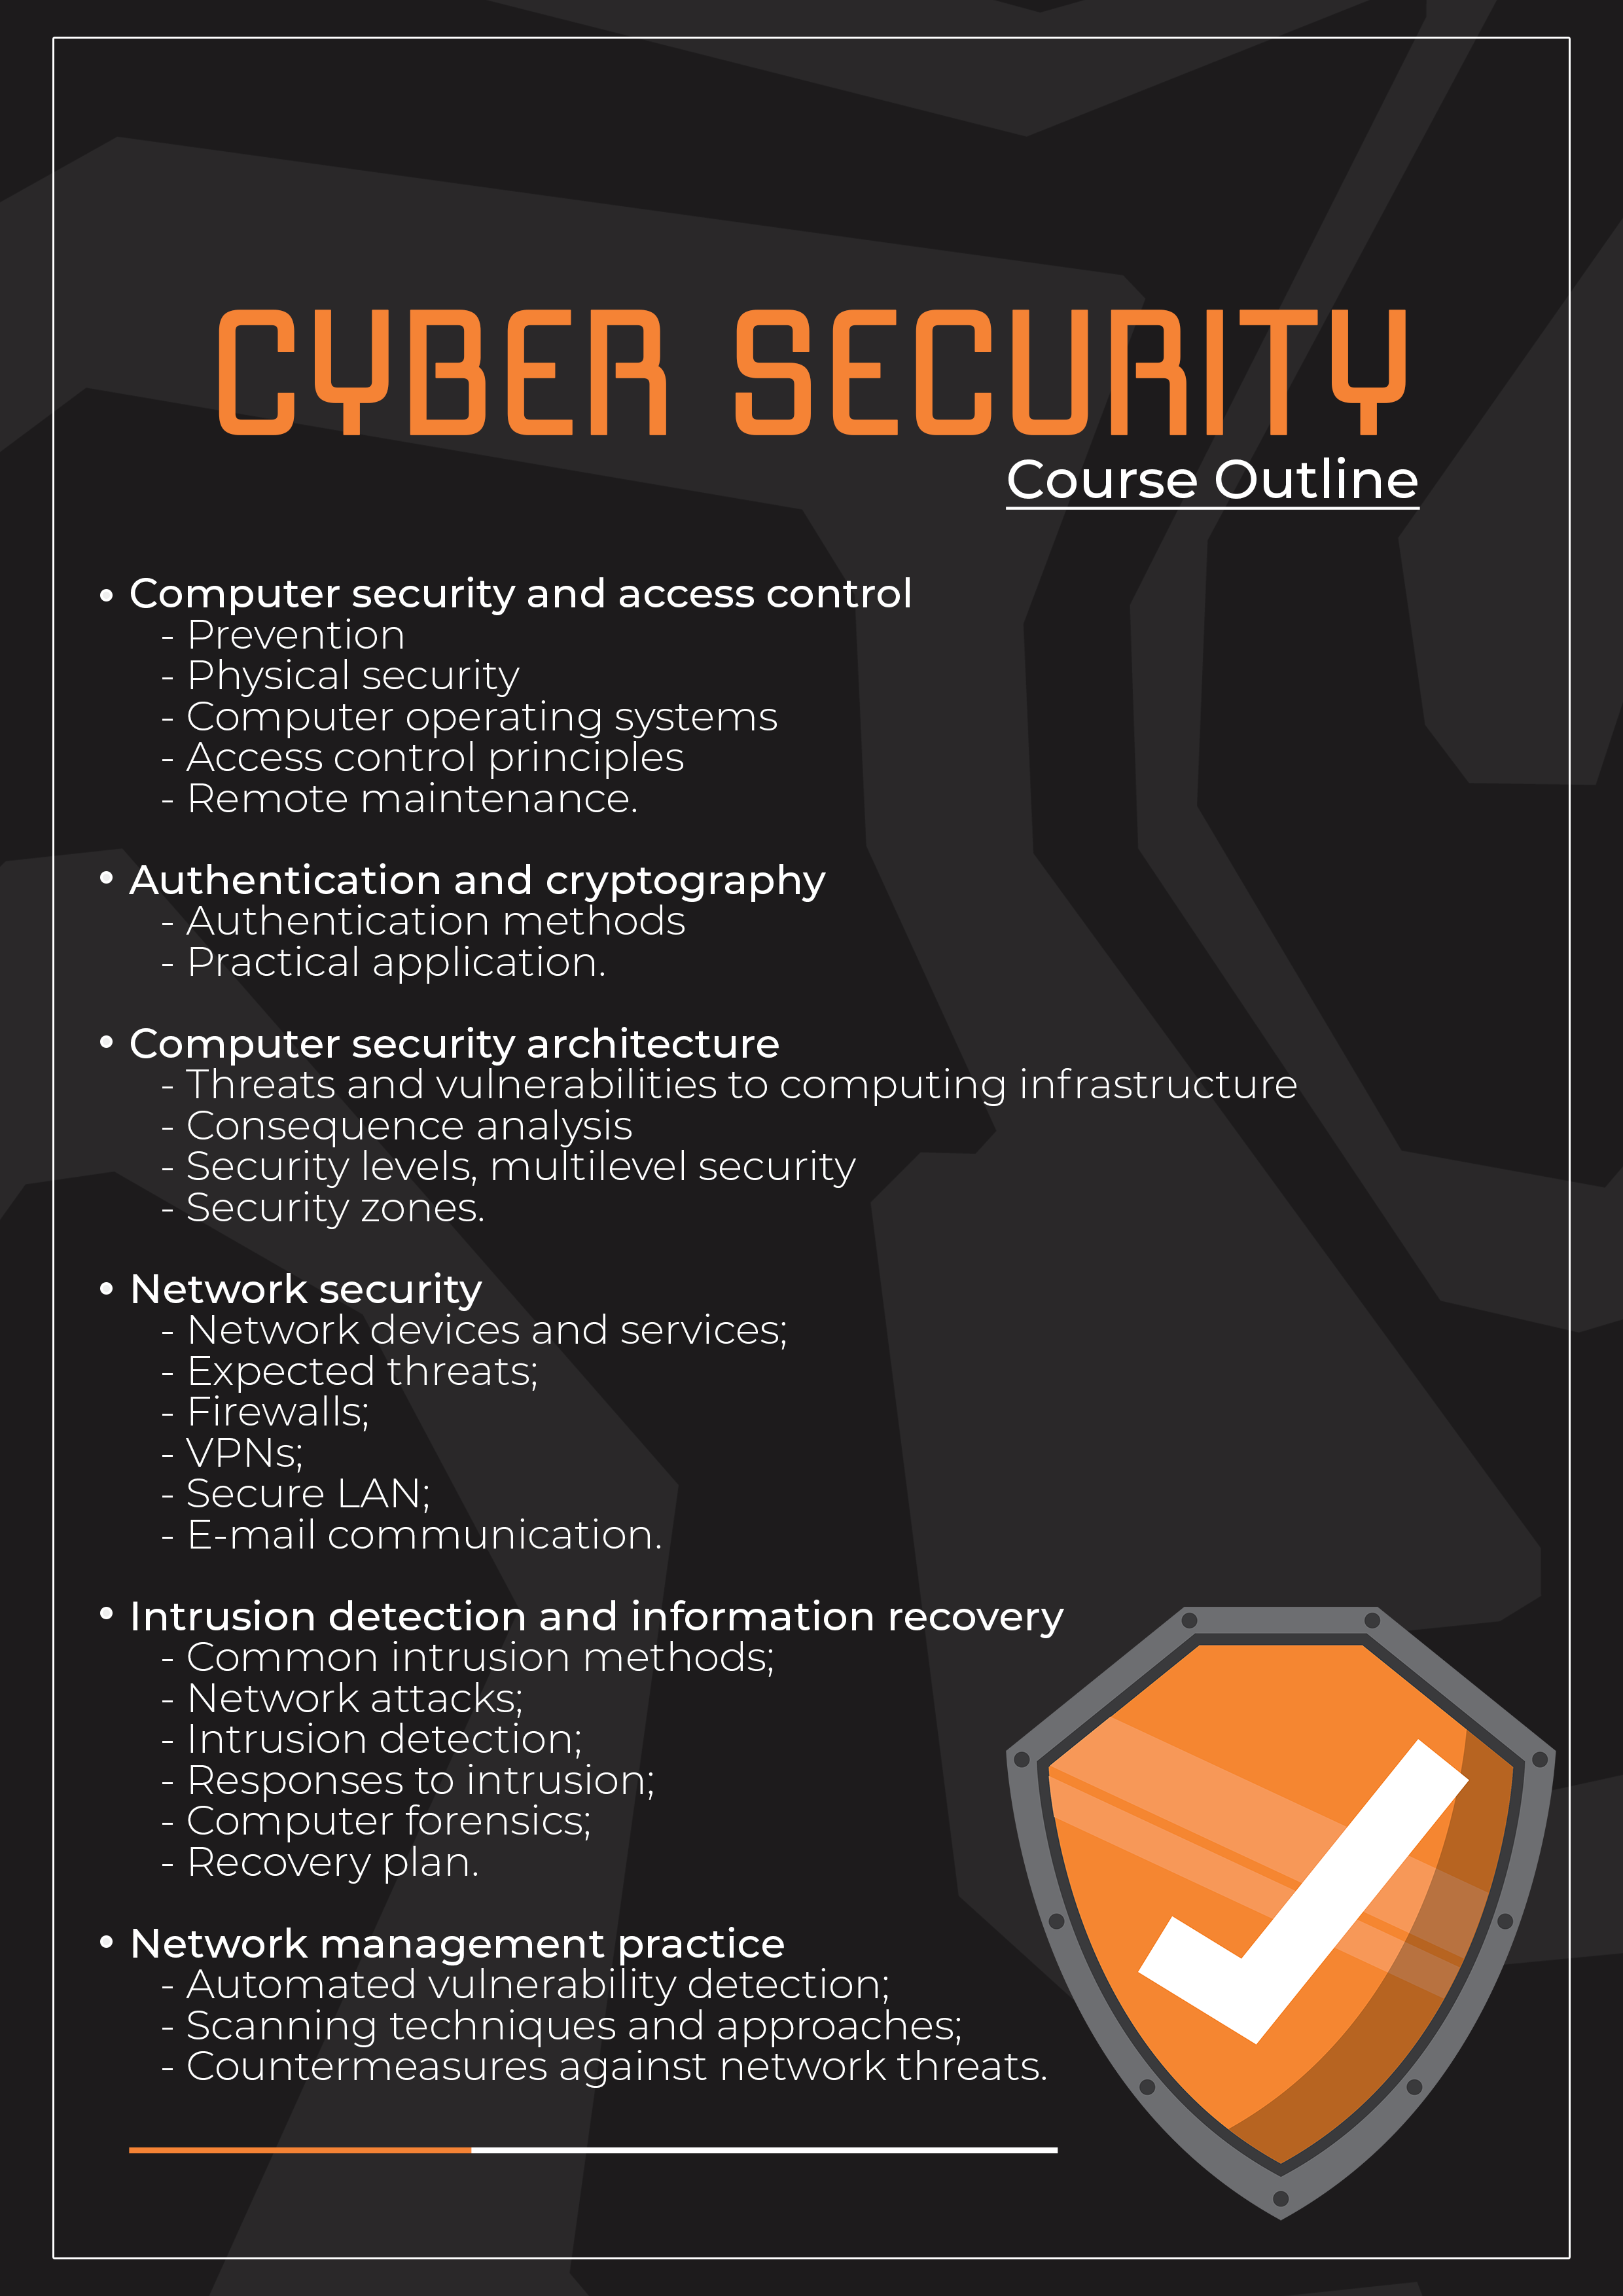 CYBER SECURITY
Course Outline
• Computer security and access control
- Prevention
- Physical security
- Computer operating systems
- Access control principles
- Remote maintenance.
• Authentication and cryptography
- Authentication methods
- Practical application.
• Computer security architecture
- Threats and vulnerabilities to computing infrastructure
- Consequence analysis
- Security levels, multilevel security
- Security zones.
• Network security
- Network devices and services;
- Expected threats;
- Firewalls;
- VPNs;
- Secure LAN;
- E-mail communication.
• Intrusion detection and information recovery
- Common intrusion methods;
- Network attacks;
- Intrusion detection;
- Responses to intrusion;
- Computer forensics;
- Recovery plan.
• Network management practice
- Automated vulnerability detection;
- Scanning techniques and approaches;
- Countermeasures against network threats.